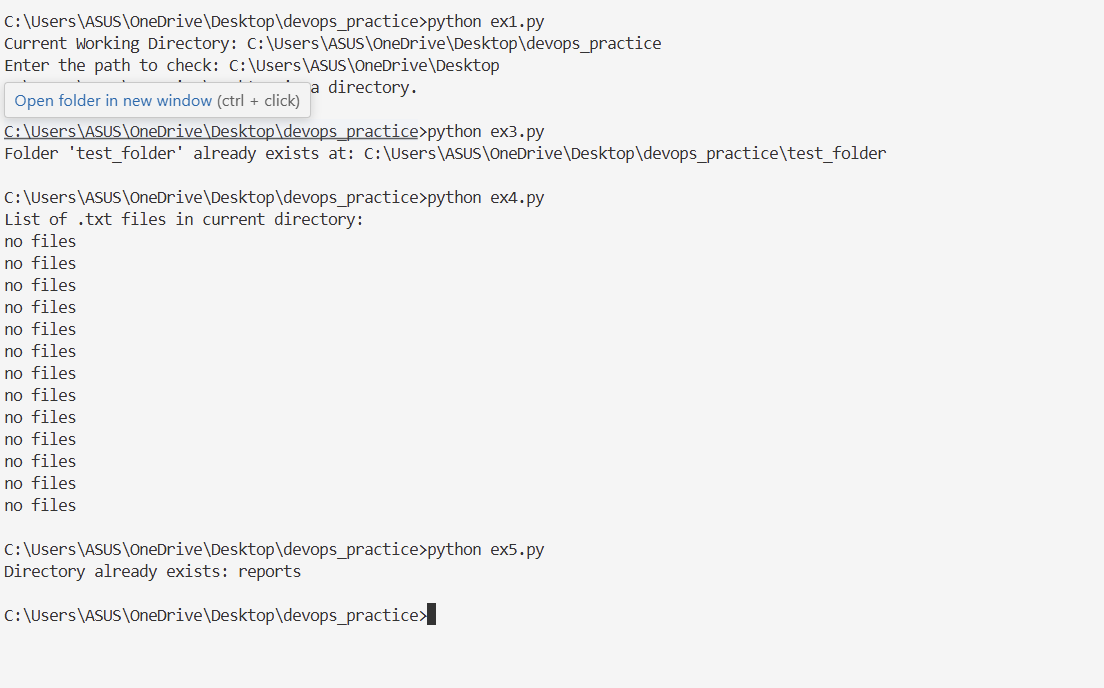 C:\Users\ASUS\OneDrive\Desktop\devops_practice>python ex1.py
Current Working Directory: C:\Users\ASUS\OneDrive\Desktop\devops_practice
Enter the path to check: C:\Users\ASUS\OneDrive\Desktop
a directory.
Open folder in new window (ctrl + click)
C:\Users\ASUS\OneDrive\Desktop\devops_practice>python ex3.py
Folder 'test_folder' already exists at: C:\Users\ASUS\OneDrive\Desktop\devops_practice\test_folder
C:\Users\ASUS\OneDrive\Desktop\devops_practice>python ex4.py
List of .txt files in current directory:
no files
no files
no files
no files
no files
no files
no files
no files
no files
no files
no files
no files
no files
C:\Users\ASUS\OneDrive\Desktop\devops_practice>python ex5.py
Directory already exists: reports
C:\Users\ASUS\OneDrive\Desktop\devops_practice>